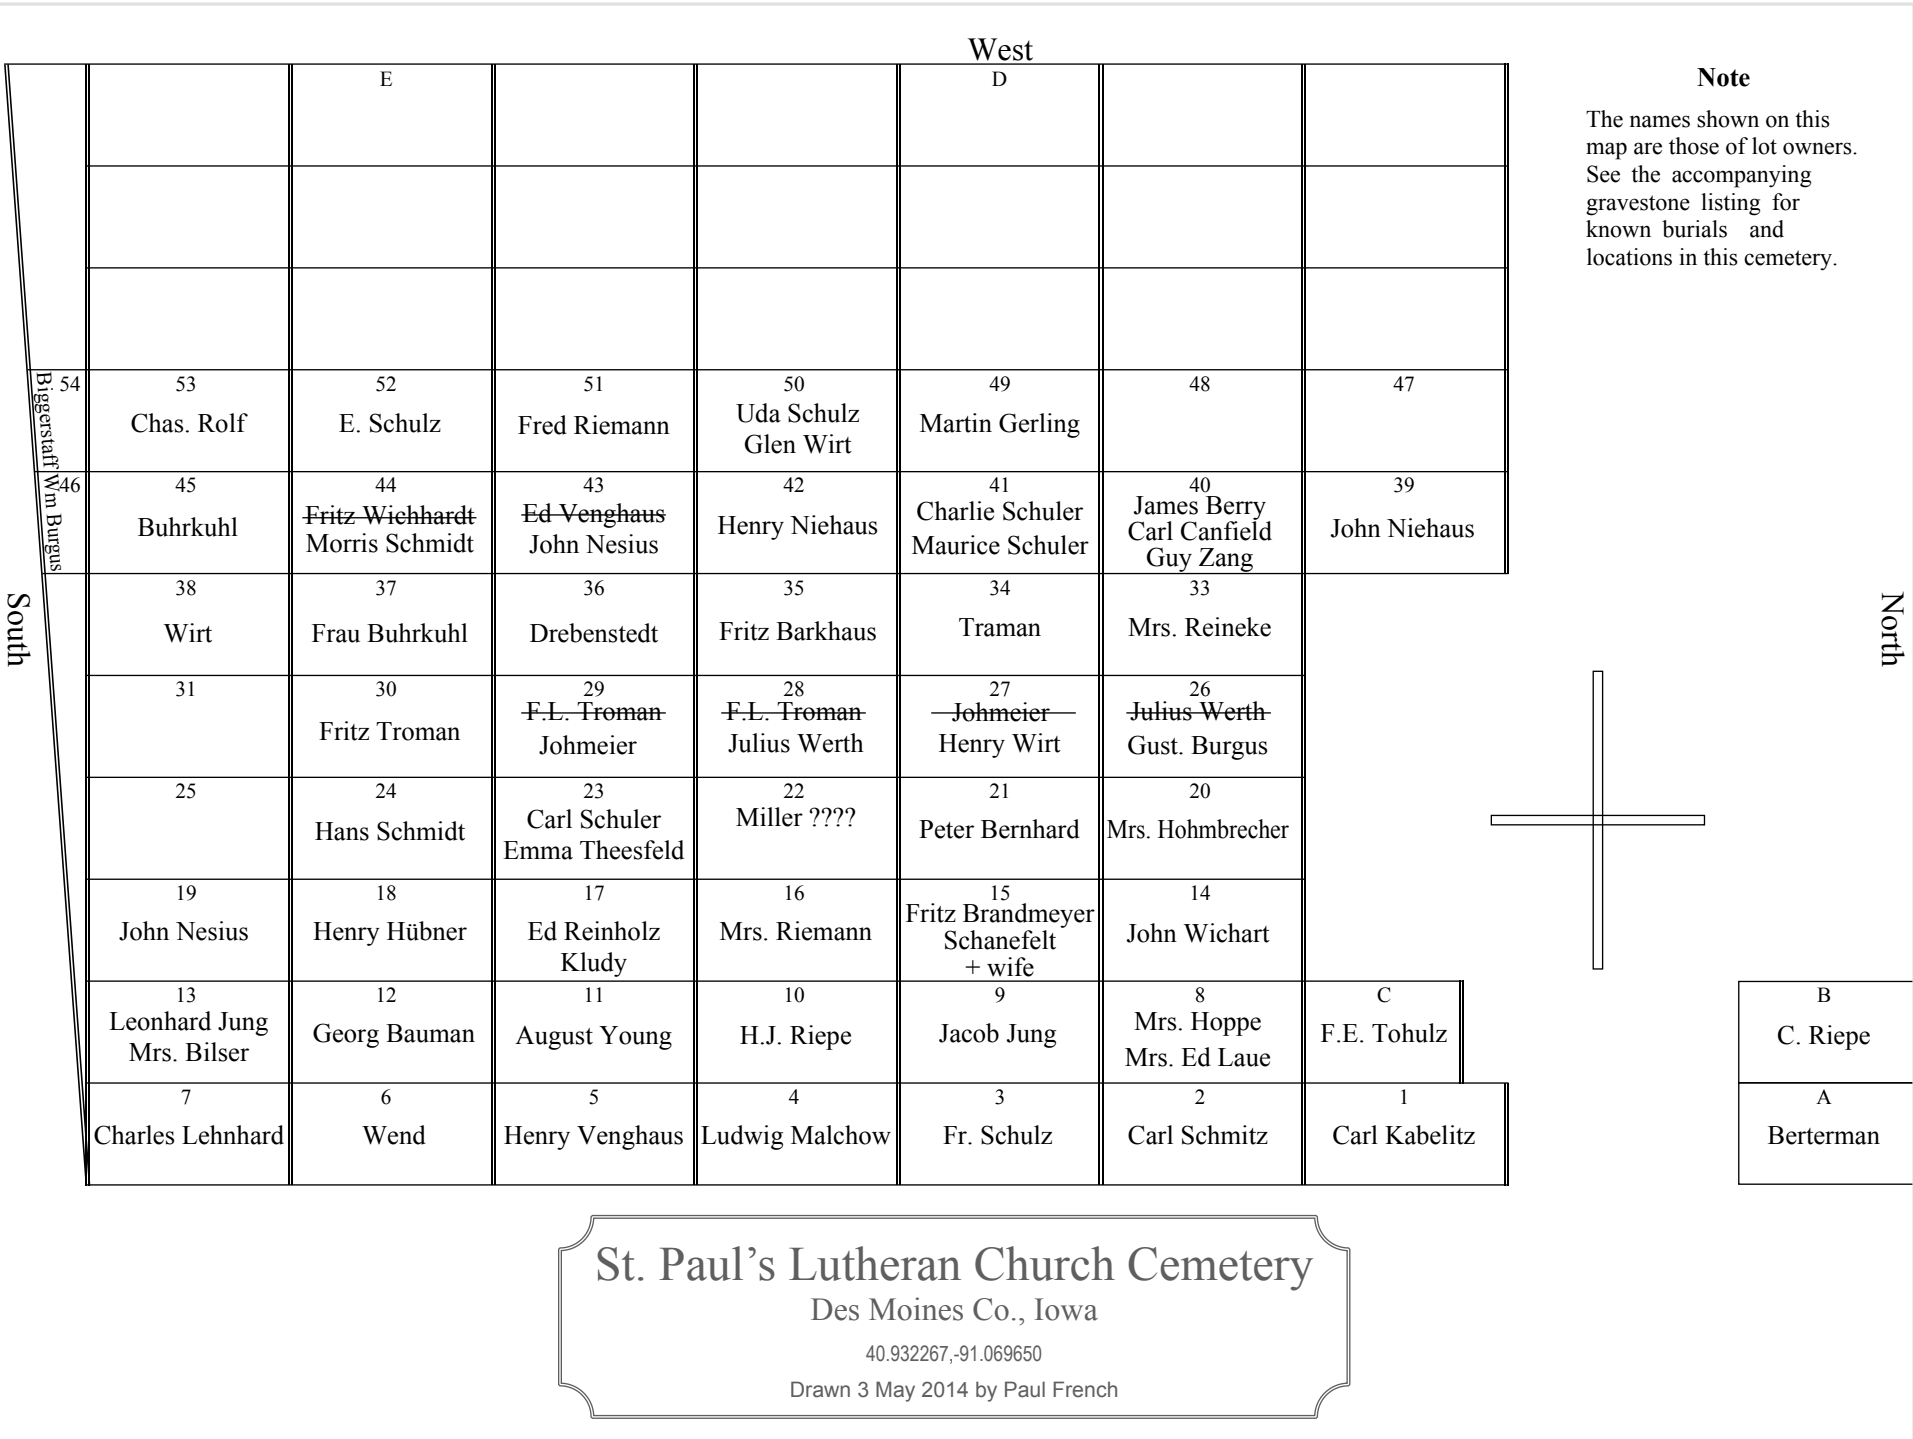 West
E
D
Note
The names shown on this
map are those of lot owners.
See the accompanying
gravestone listing for
known burials and
locations in this cemetery.
54
Biggerstaff
53
Chas. Rolf
52
E. Schulz
51
Fred Riemann
50
Uda Schulz
Glen Wirt
49
Martin Gerling
48
47
46
Wm Burgus
45
Buhrkuhl
44
Fritz Wichhardt
Morris Schmidt
43
Ed Venghaus
John Nesius
42
Henry Niehaus
41
Charlie Schuler
Maurice Schuler
40
James Berry
Carl Canfield
Guy Zang
39
John Niehaus
South
North
38
Wirt
37
Frau Buhrkuhl
36
Drebenstedt
35
Fritz Barkhaus
34
Traman
33
Mrs. Reineke
31
30
Fritz Troman
29
F.L. Troman
Johmeier
28
F.L. Troman
Julius Werth
27
Johmeier
Henry Wirt
26
Julius Werth
Gust. Burgus
25
24
Hans Schmidt
23
Carl Schuler
Emma Theesfeld
22
Miller ????
21
Peter Bernhard
20
Mrs. Hohmbrecher
19
John Nesius
18
Henry Hübner
17
Ed Reinholz
Kludy
16
Mrs. Riemann
15
Fritz Brandmeyer
Schanefelt
+ wife
14
John Wichart
13
Leonhard Jung
Mrs. Bilser
12
Georg Bauman
11
August Young
10
H.J. Riepe
9
Jacob Jung
8
Mrs. Hoppe
Mrs. Ed Laue
C
F.E. Tohulz
B
C. Riepe
7
Charles Lehnhard
6
Wend
5
Henry Venghaus
4
Ludwig Malchow
3
Fr. Schulz
2
Carl Schmitz
1
Carl Kabelitz
A
Berterman
St. Paul’s Lutheran Church Cemetery
Des Moines Co., Iowa
40.932267,-91.069650
Drawn 3 May 2014 by Paul French